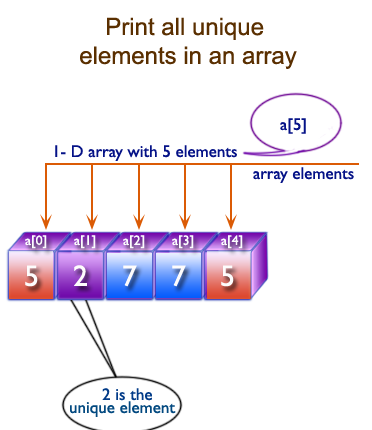 Print all unique
elements in an array
a[5]
1- D array with 5 elements
array elements
a[0] a[1] a[2] a[3] a[4]
5 2 7 7 5
2 is the
unique element